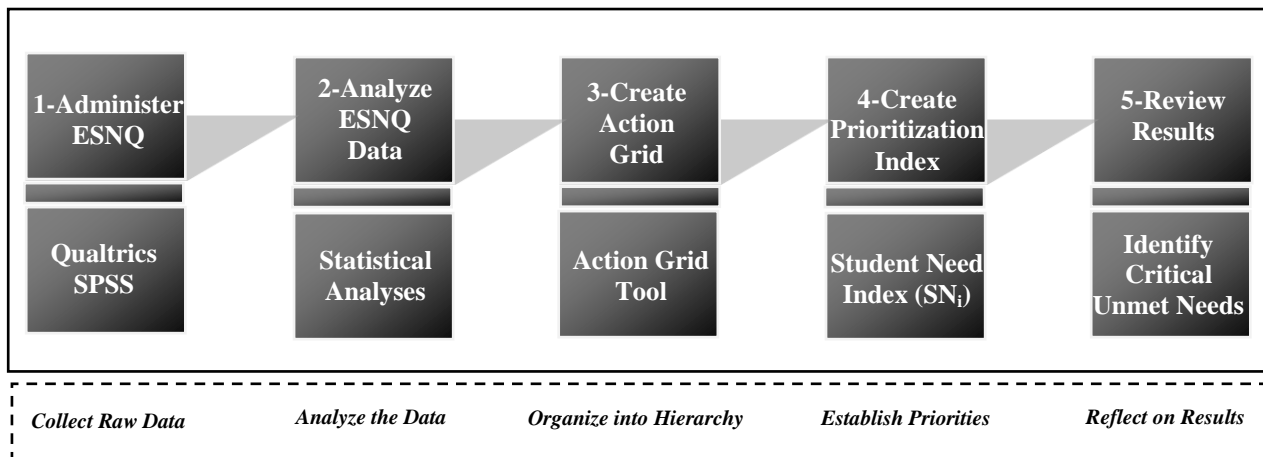 1-Administer
ESNQ
2-Analyze
ESNQ
Data
3-Create
Action
Grid
4-Create
Prioritization
Index
5-Review
Results
Qualtrics
SPSS
Statistical
Analyses
Action Grid
Tool
Student Need
Index (SNi)
Identify
Critical
Unmet Needs
Collect Raw Data
Analyze the Data
Organize into Hierarchy
Establish Priorities
Reflect on Results